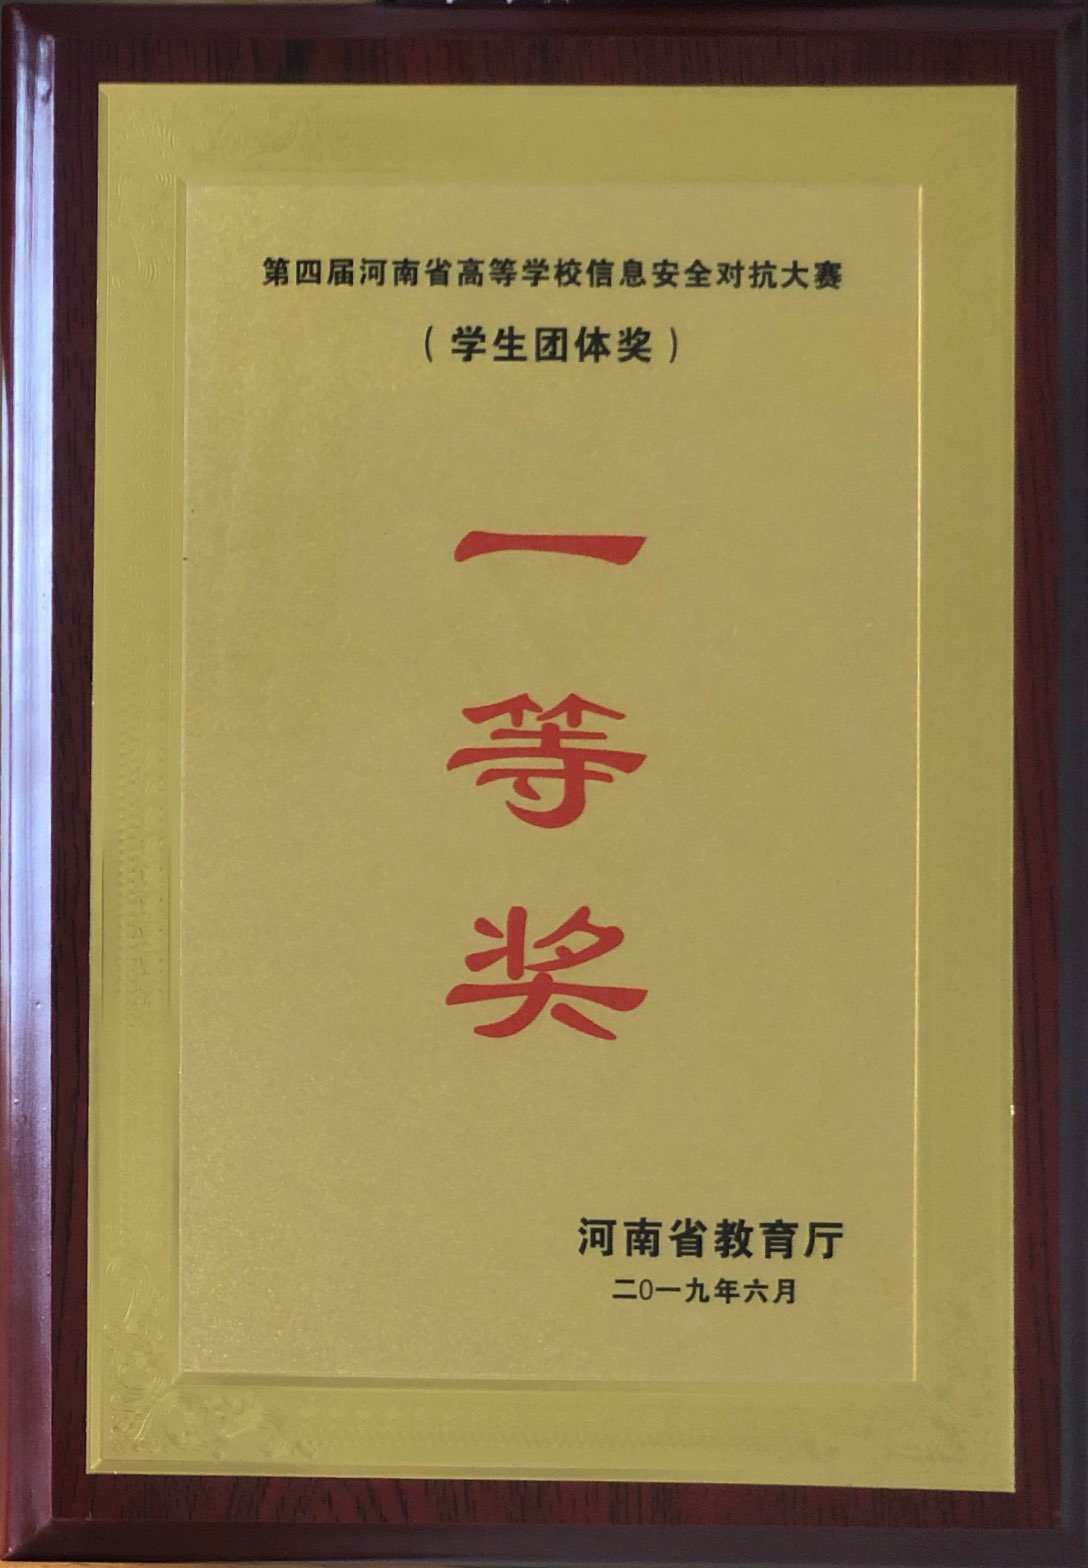 第四届河南省高等学校信息安全对抗大赛
（学生团体奖）
一
等
奖
河南省教育厅
二0一九年六月